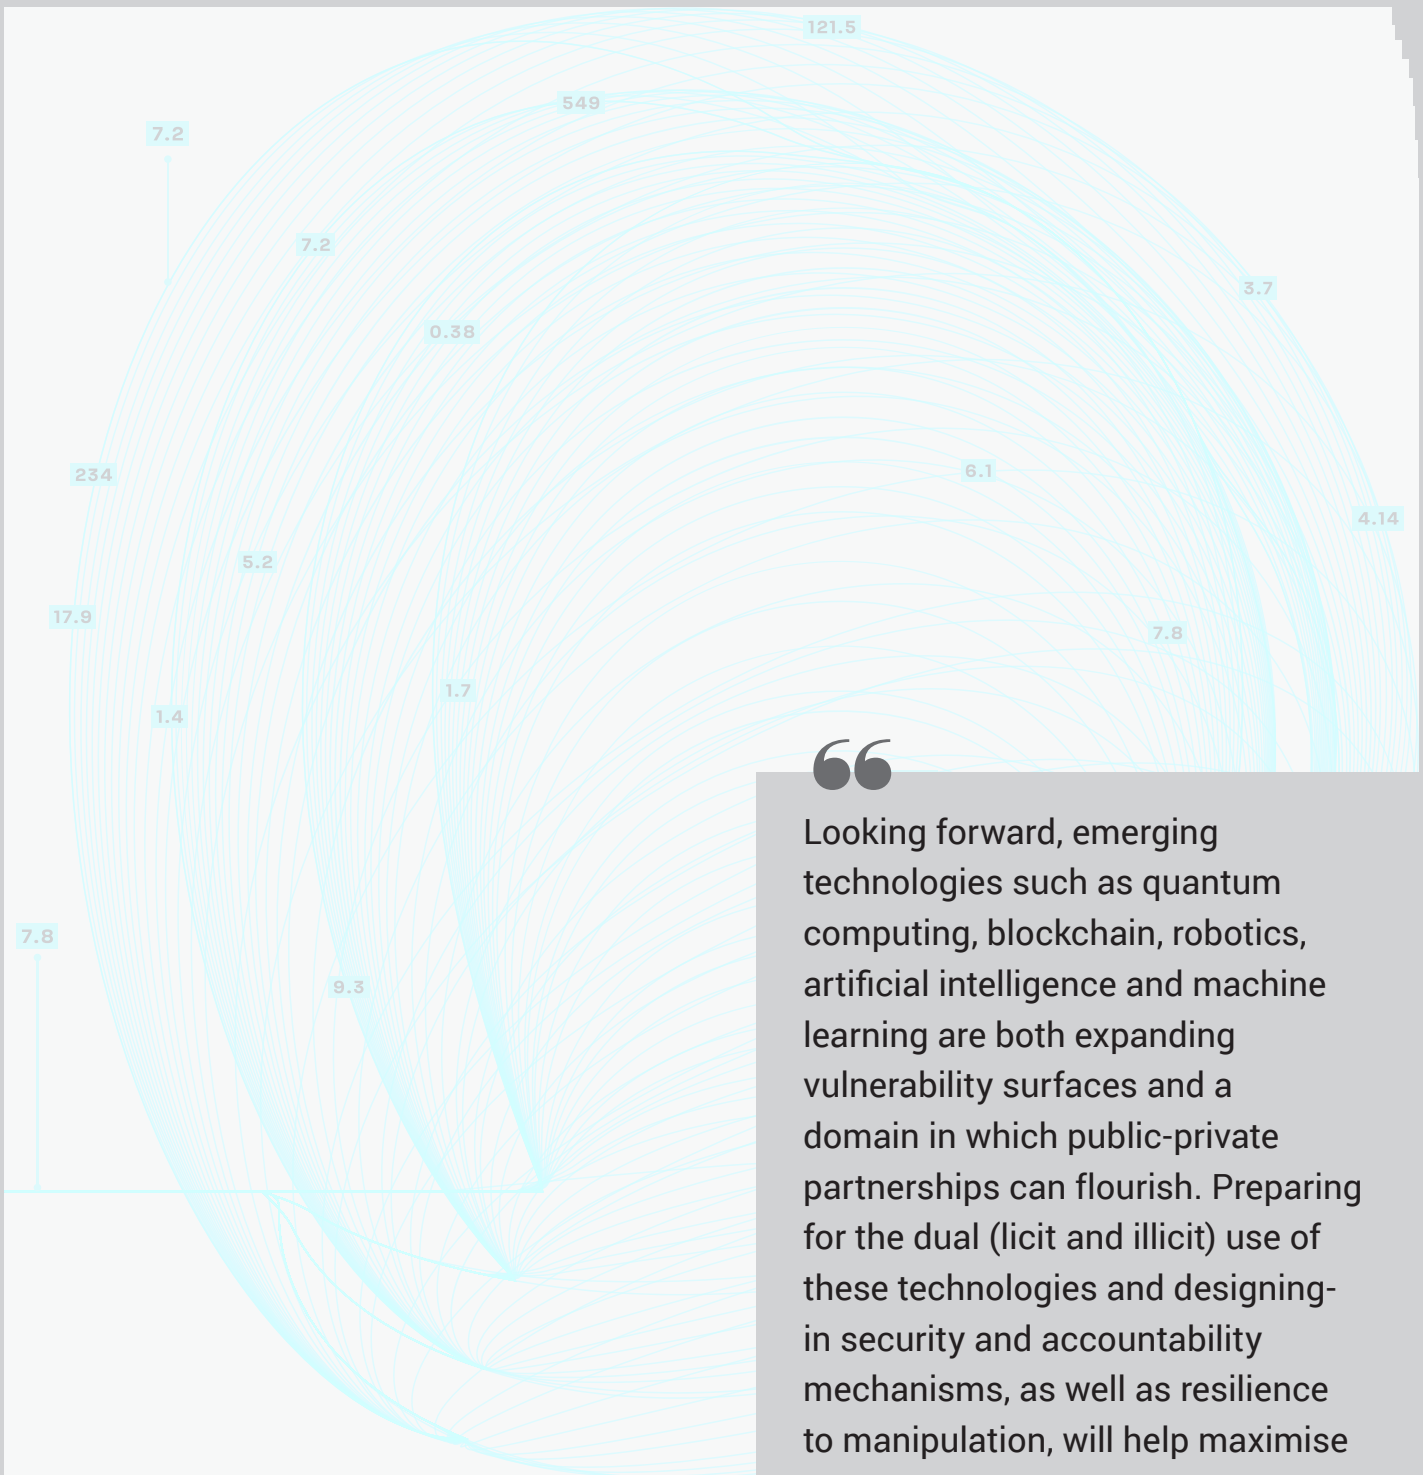 121.5
549
7.2
7.2
3.7
0.38
234
6.1
4.14
5.2
17.9
7.8
1.7
1.4
7.8
9.3
“
Looking forward, emerging
technologies such as quantum
computing, blockchain, robotics,
artificial intelligence and machine
learning are both expanding
vulnerability surfaces and a
domain in which public-private
partnerships can flourish. Preparing
for the dual (licit and illicit) use of
these technologies and designing-
in security and accountability
mechanisms, as well as resilience
to manipulation, will help maximise